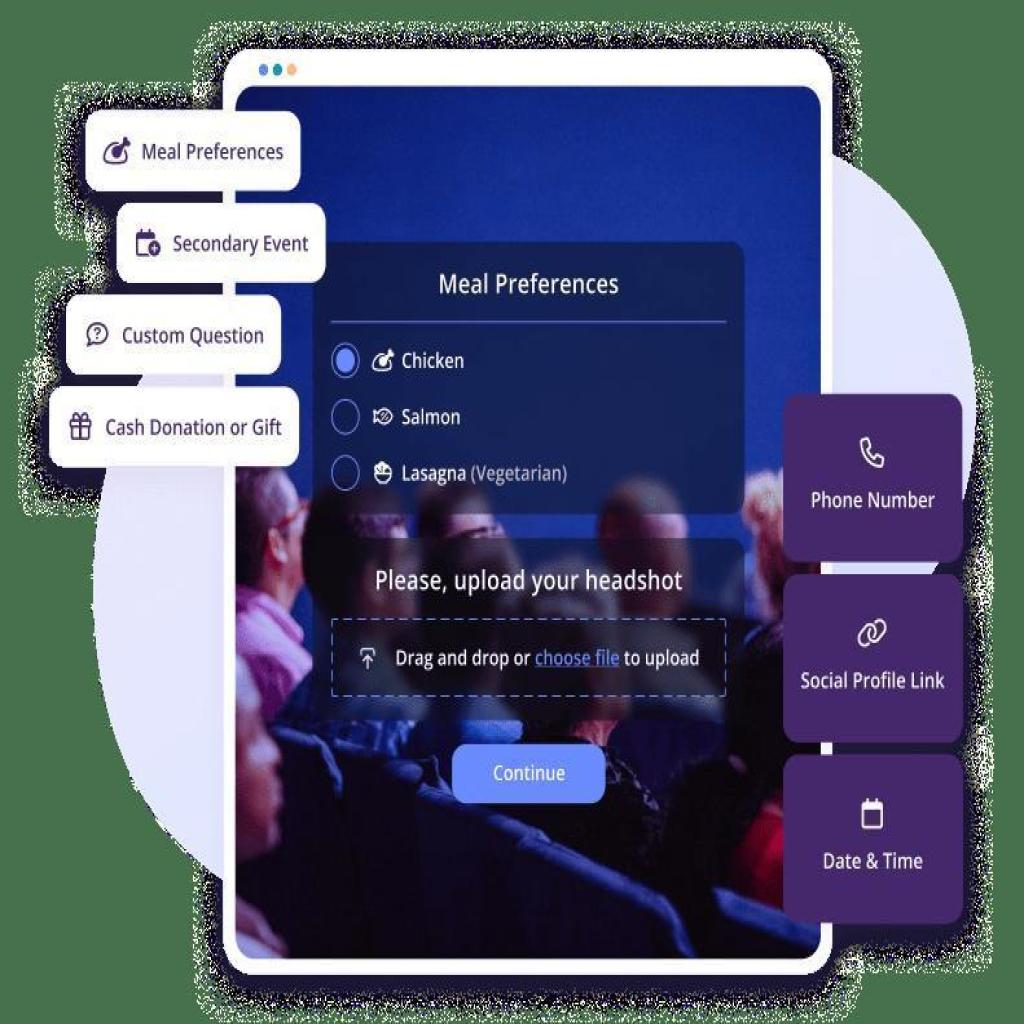 Meal Preferences
Secondary Event
Custom Question
Cash Donation or Gift
Meal Preferences
Chicken
Salmon
Lasagna (Vegetarian)
Please, upload your headshot
Drag and drop or choose file to upload
Continue
Phone Number
Social Profile Link
Date & Time